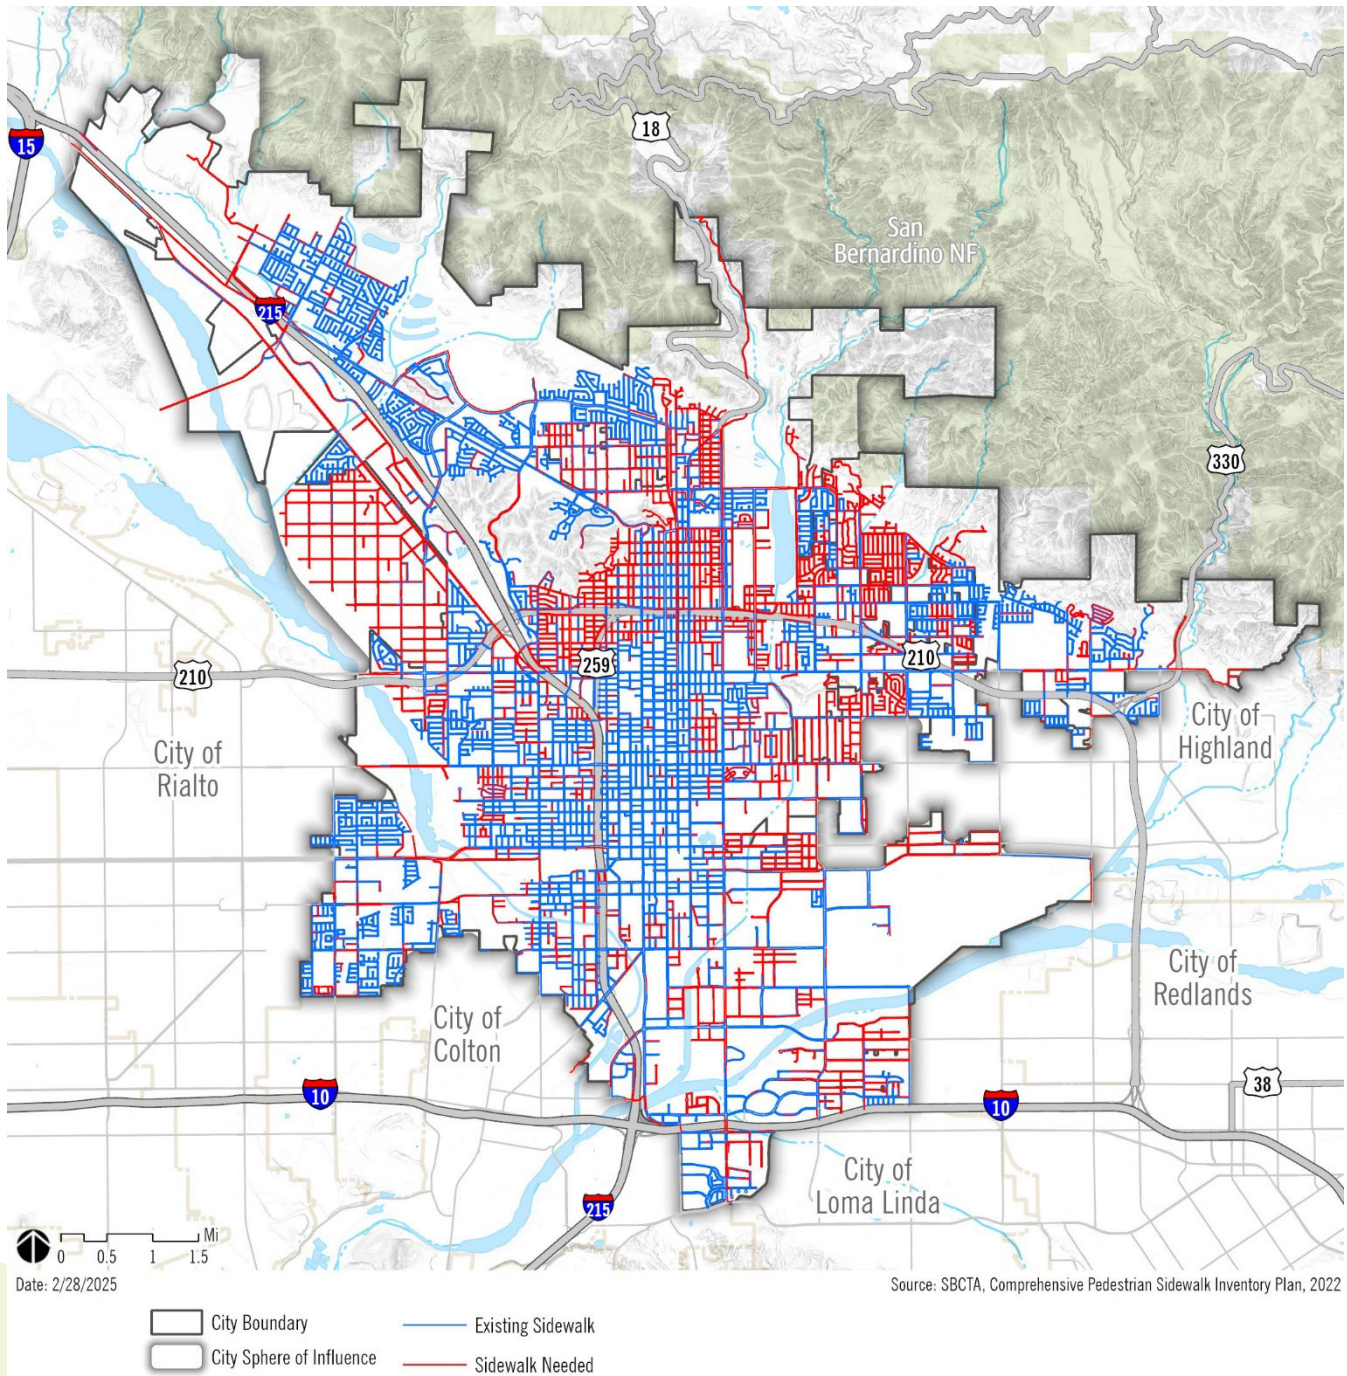 18
15
San
Bernardino NF
215
330
259
210
210
City of
Highland
City of
Rialto
City of
Redlands
City of
Colton
38
10
10
City of
Loma Linda
215
Mi
0 0.5 1 1.5
Date: 2/28/2025
Source: SBCTA, Comprehensive Pedestrian Sidewalk Inventory Plan, 2022
City Boundary
Existing Sidewalk
City Sphere of Influence
Sidewalk Needed